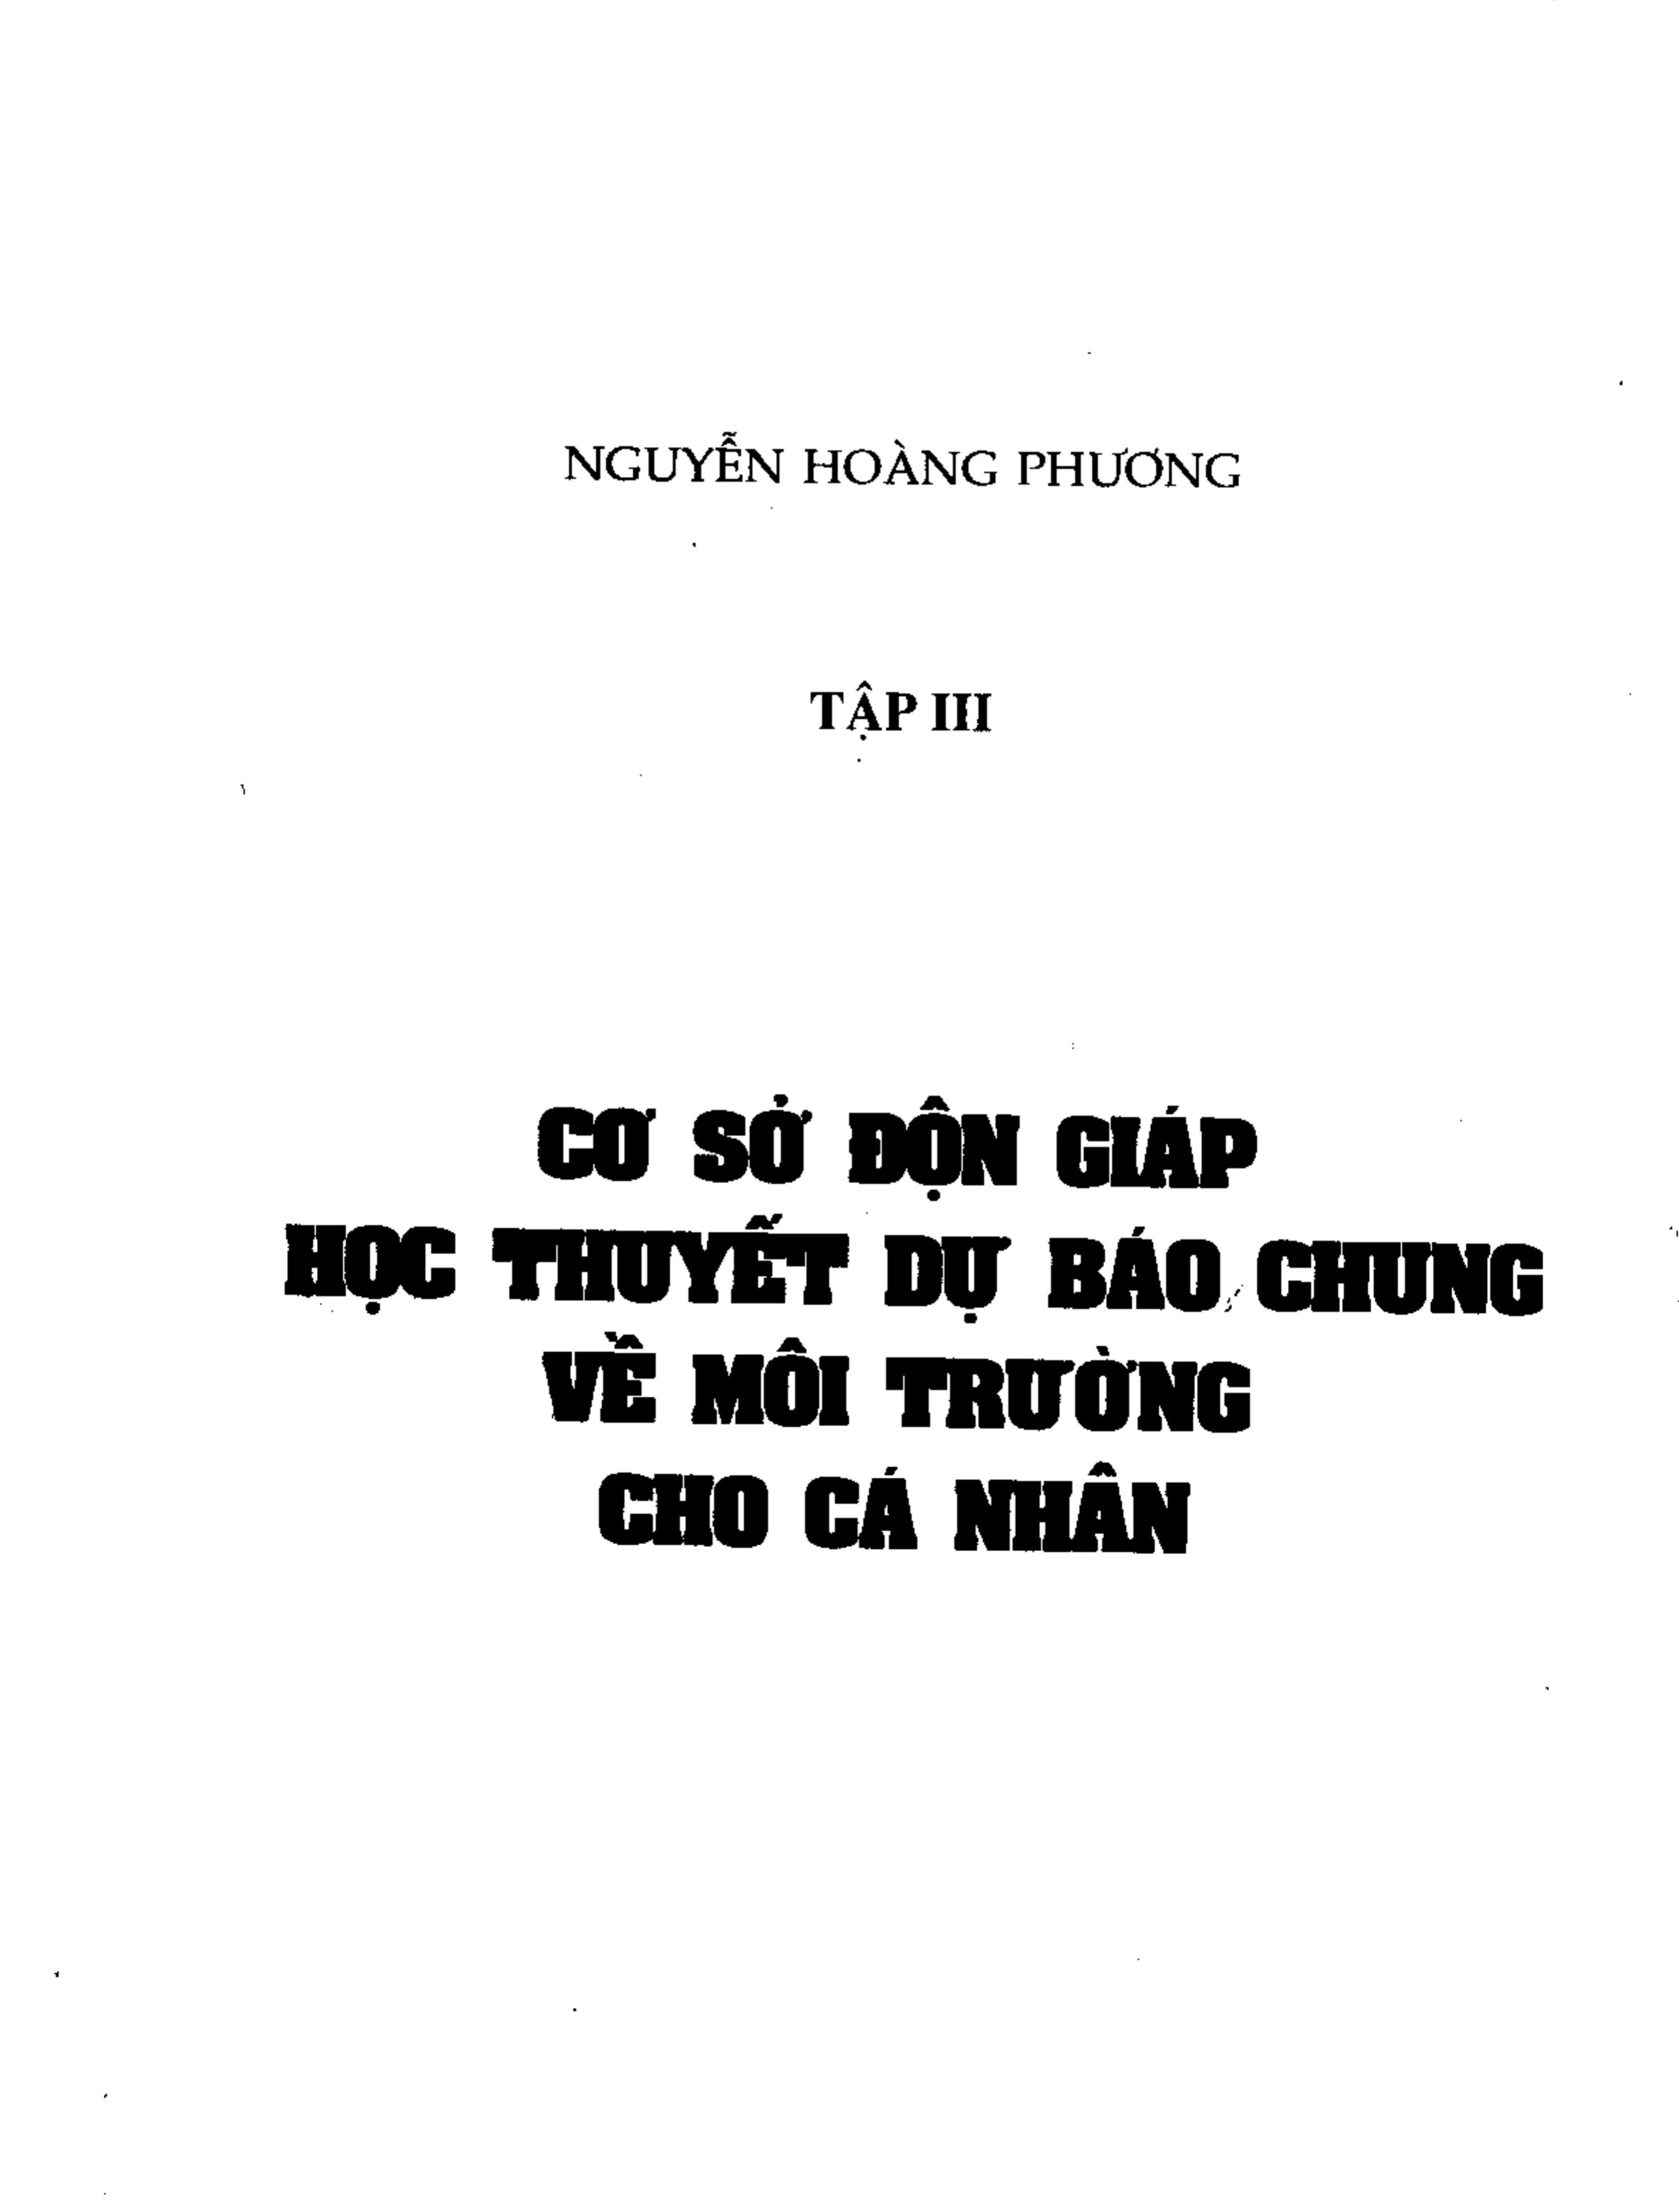 NGUYỄN HOÀNG PHƯƠNG
TẬP III
CƠ SỞ ĐỘN GIÁP
HỌC THUYẾT DỰ BÁO CHUNG
VỀ MÔI TRƯỜNG
CHO CÁ NHÂN